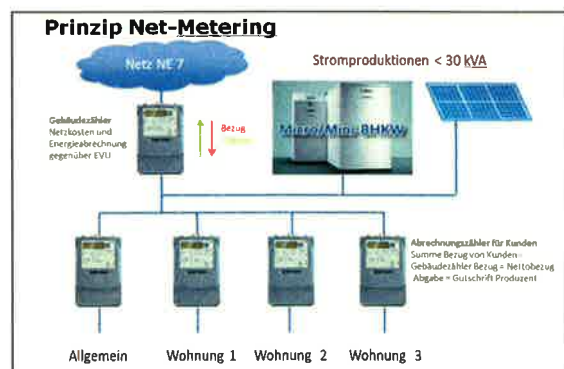 Prinzip Net-Metering
Netz NE 7
Stromproduktionen < 30 kVA
Gebäudezähler
Netzkosten und
Energieabrechnung
gegenüber EVU
Bezug
Micro/Mini BHKW
Abrechnungszähler für Kunden
Summe Bezug von Kunden -
Gebäudezähler Bezug = Nettobezug
Abgabe = Gutschrift Produzent
Allgemein
Wohnung 1
Wohnung 2
Wohnung 3